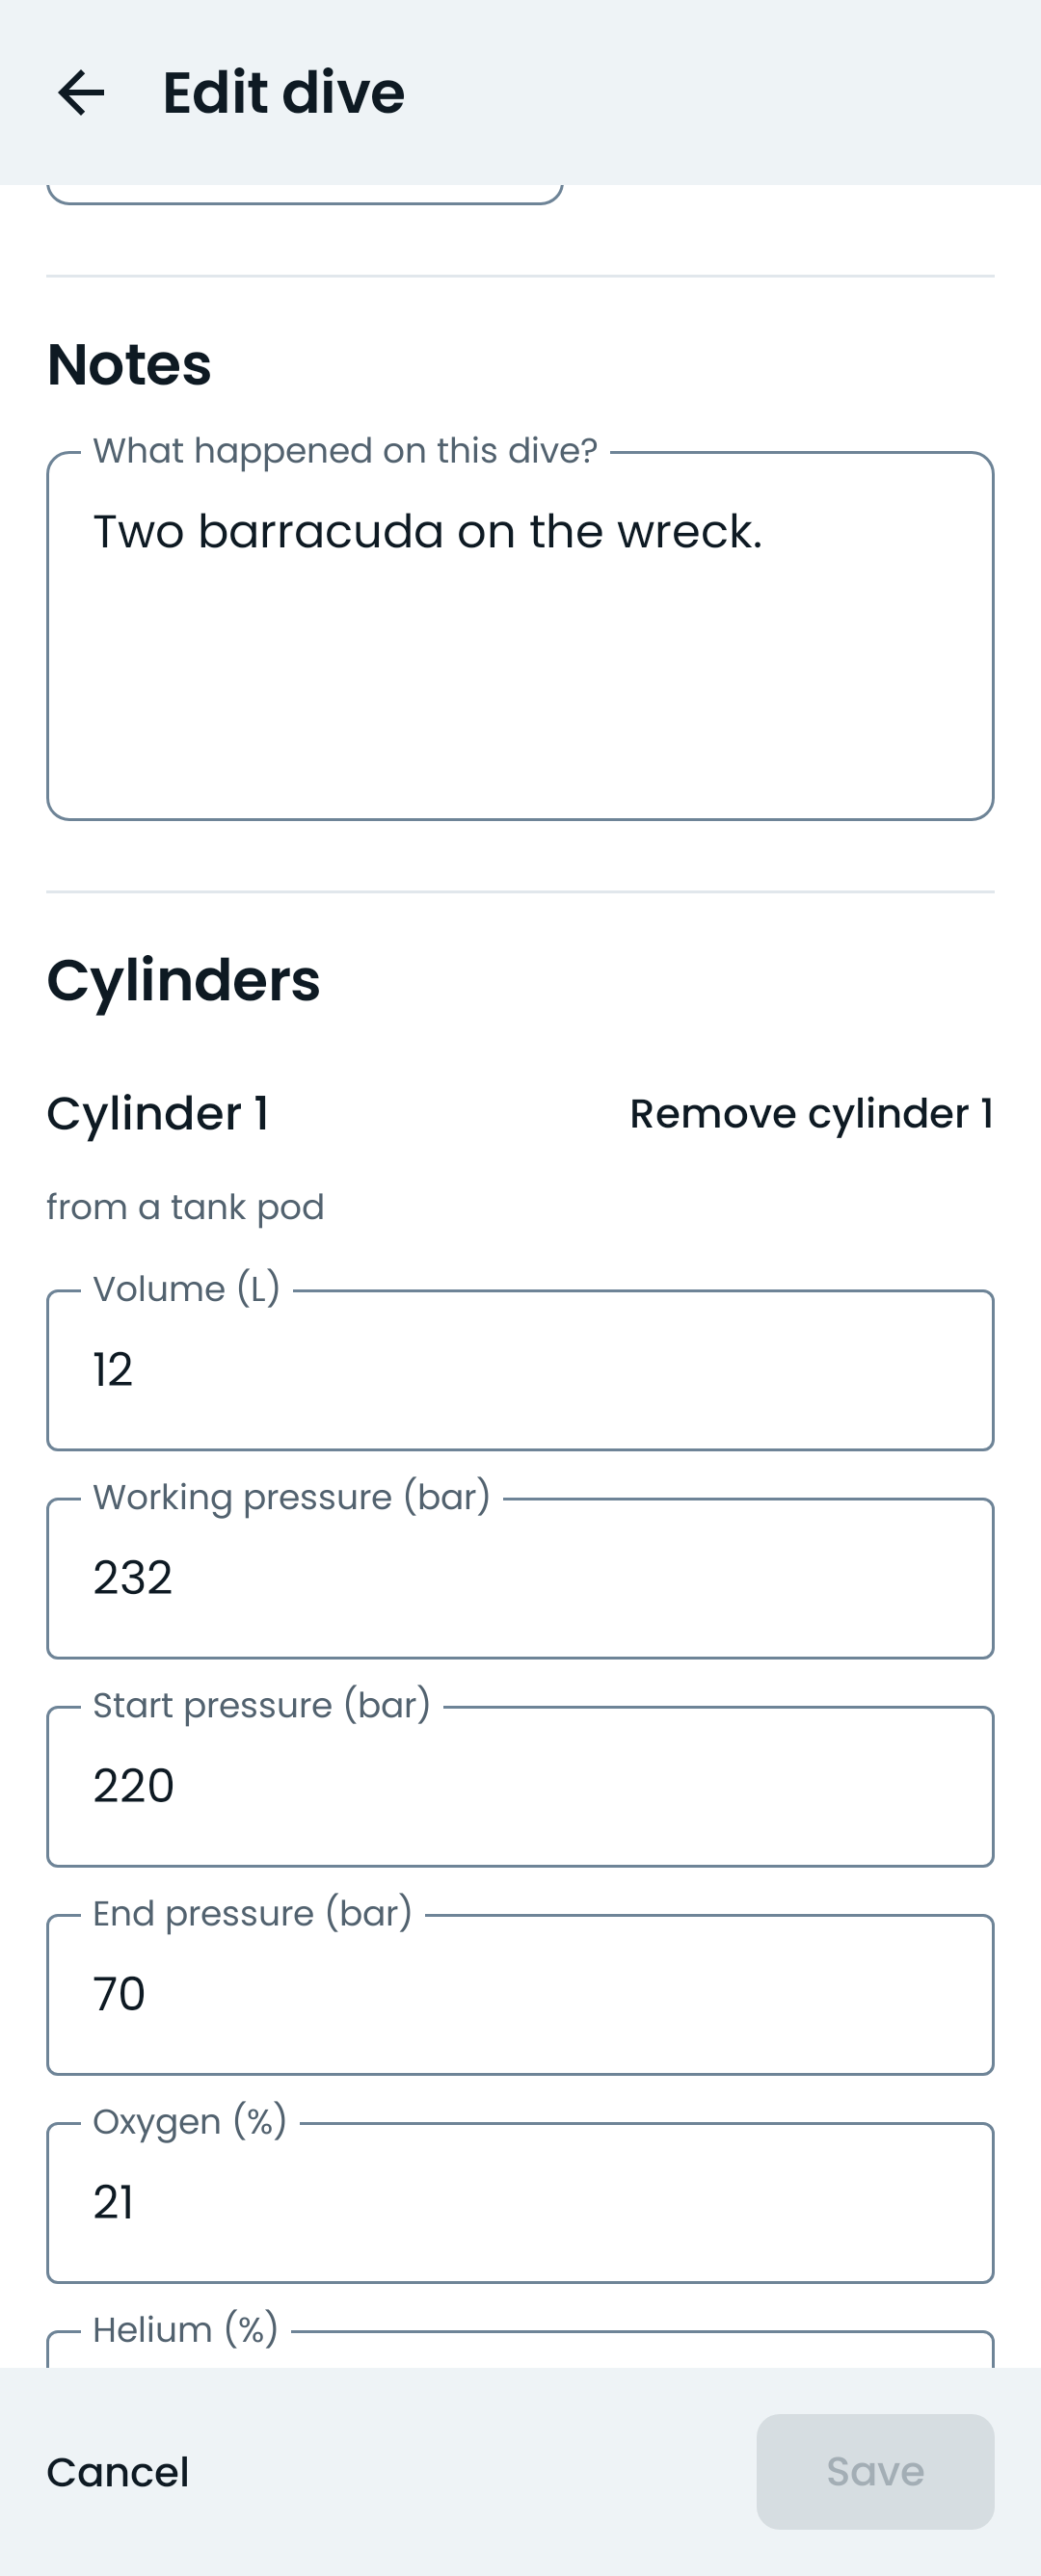 Edit dive
Notes
What happened on this dive?
Two barracuda on the wreck.
Cylinders
Cylinder 1
Remove cylinder 1
from a tank pod
Volume (L)
12
Working pressure (bar)
232
Start pressure (bar)
220
End pressure (bar)
70
Oxygen (%)
21
Helium (%)
Cancel
Save